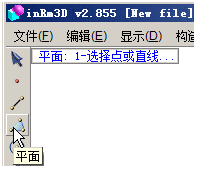 inRm3D v2.855 [New file]
文件(F) 编辑(E) 显示(D) 构造
平面: 1-选择点或直线...
平面